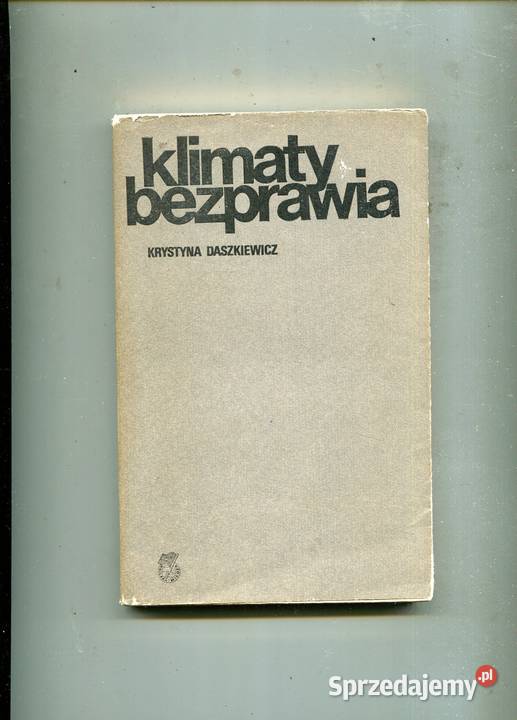 klimaty
bezprawia
KRYSTYNA DASZKIEWICZ
Sprzedajemy.pl